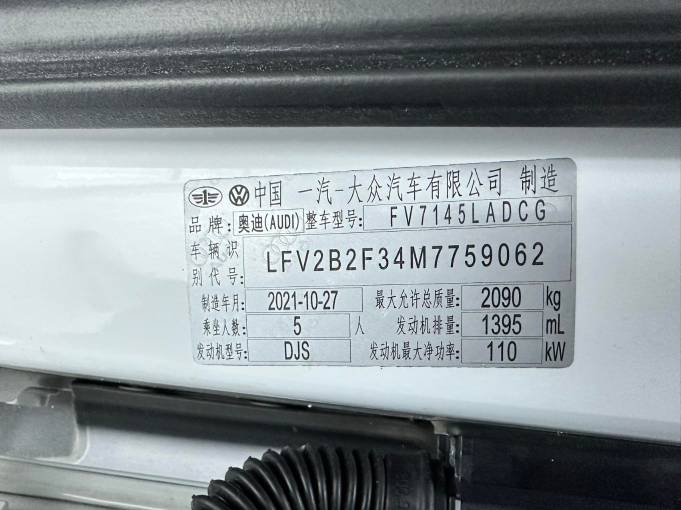 中国 一汽-大众汽车有限公司 制造
品牌: 奥迪(AUDI) 整车型号: FV7145LADCG
车辆识别代号: LFV2B2F34M7759062
制造年月: 2021-10-27 最大允许总质量: 2090 kg
乘坐人数: 5 人 发动机排量: 1395 mL
发动机型号: DJS 发动机最大净功率: 110 kW